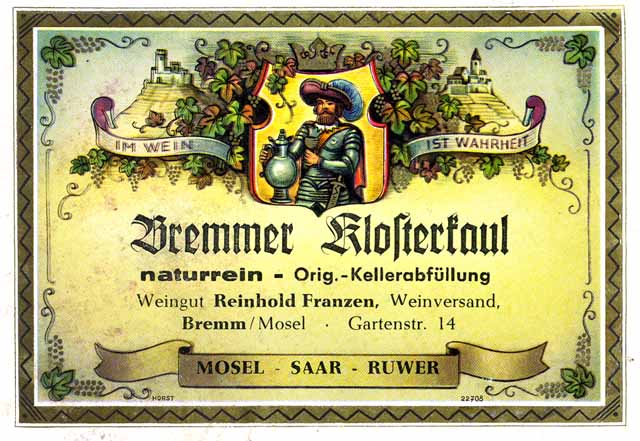 IM WEIN
IST WAHRHEIT
Bremmer Kloſterkaul
naturrein - Orig.-Kellerabfüllung
Weingut Reinhold Franzen, Weinversand,
Bremm/Mosel · Gartenstr. 14
MOSEL - SAAR - RUWER
HORST
22705